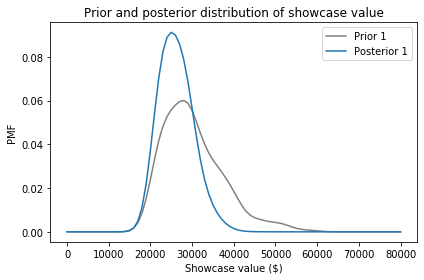 Prior and posterior distribution of showcase value
Prior 1
Posterior 1
PMF
0.08
0.06
0.04
0.02
0.00
0 10000 20000 30000 40000 50000 60000 70000 80000
Showcase value ($)